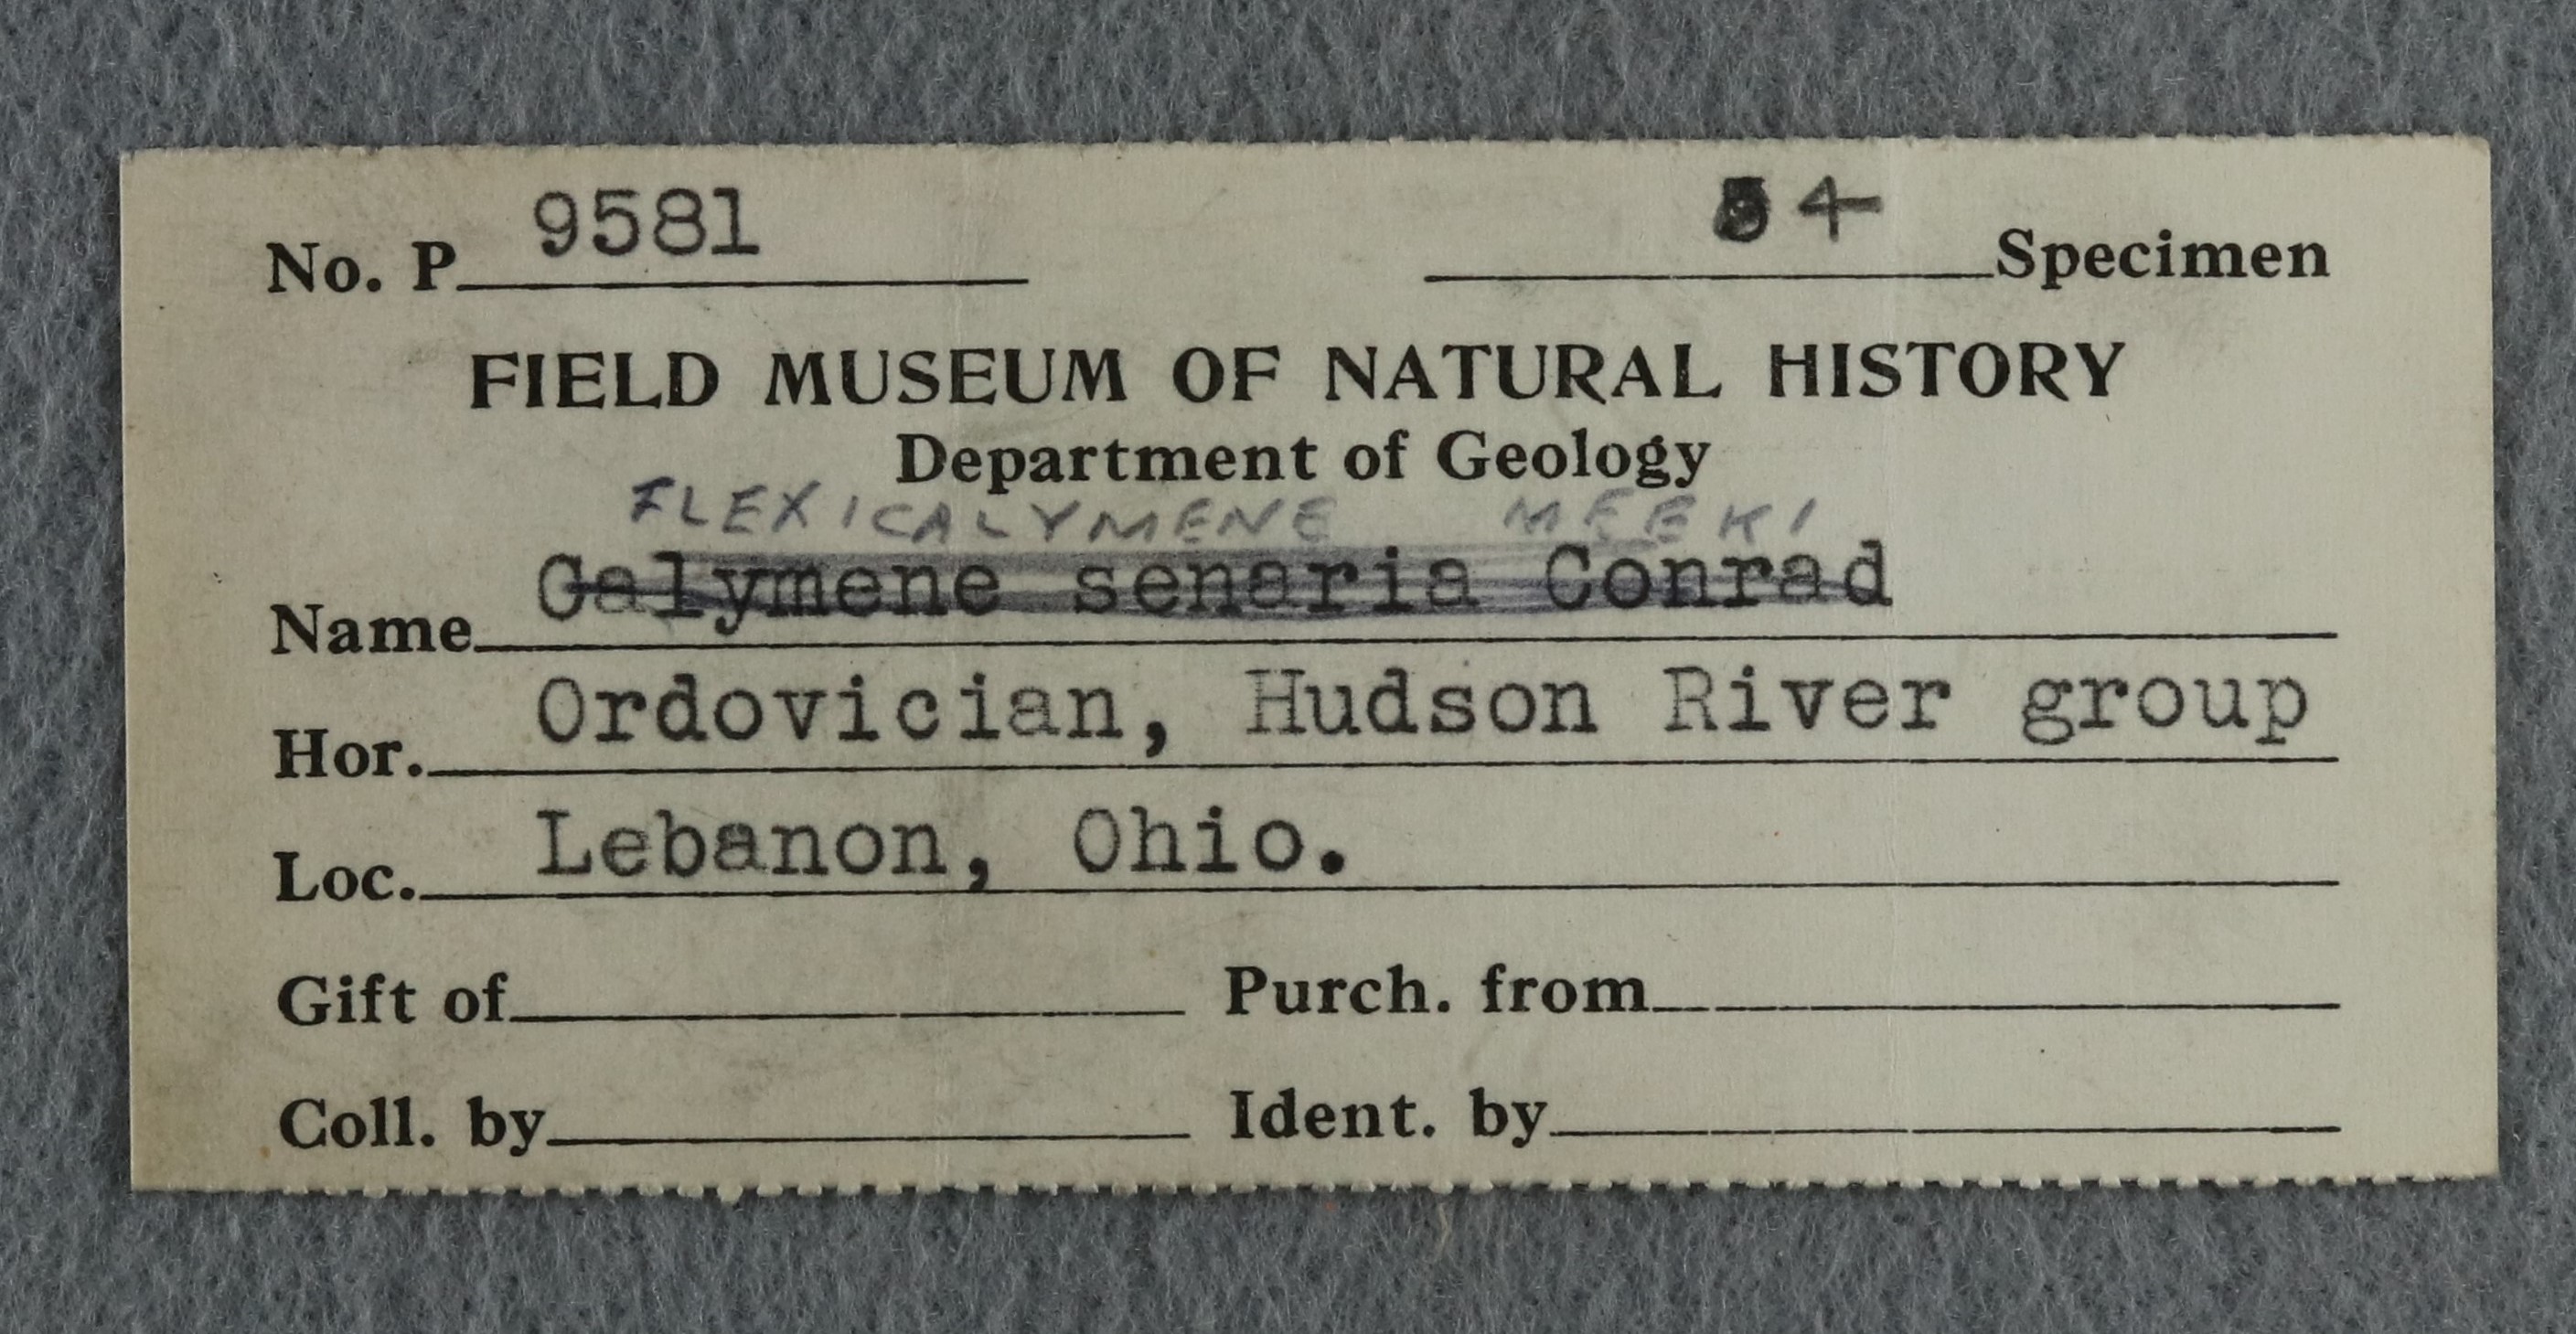 No. P 9581 4 Specimen
FIELD MUSEUM OF NATURAL HISTORY
Department of Geology
FLEXICALYMENE MEEKI
Name Calymene senaria Conrad
Hor. Ordovician, Hudson River group
Loc. Lebanon, Ohio.
Gift of Purch. from
Coll. by Ident. by